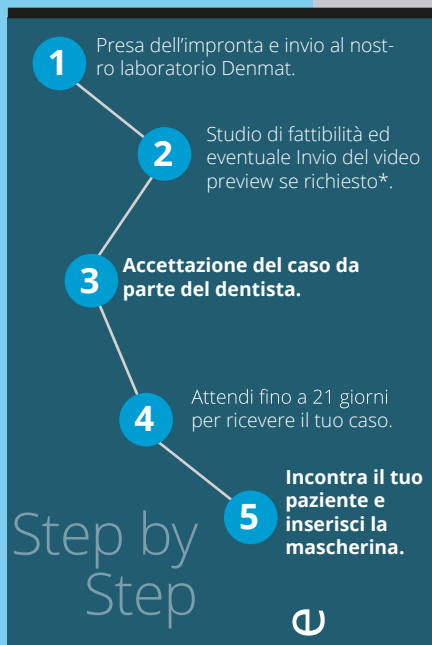 1
Presa dell'impronta e invio al nost-
ro laboratorio Denmat.
2
Studio di fattibilità ed
eventuale Invio del video
preview se richiesto*.
3
Accettazione del caso da
parte del dentista.
4
Attendi fino a 21 giorni
per ricevere il tuo caso.
5
Incontra il tuo
paziente e
inserisci la
mascherina.
Step by
Step
e